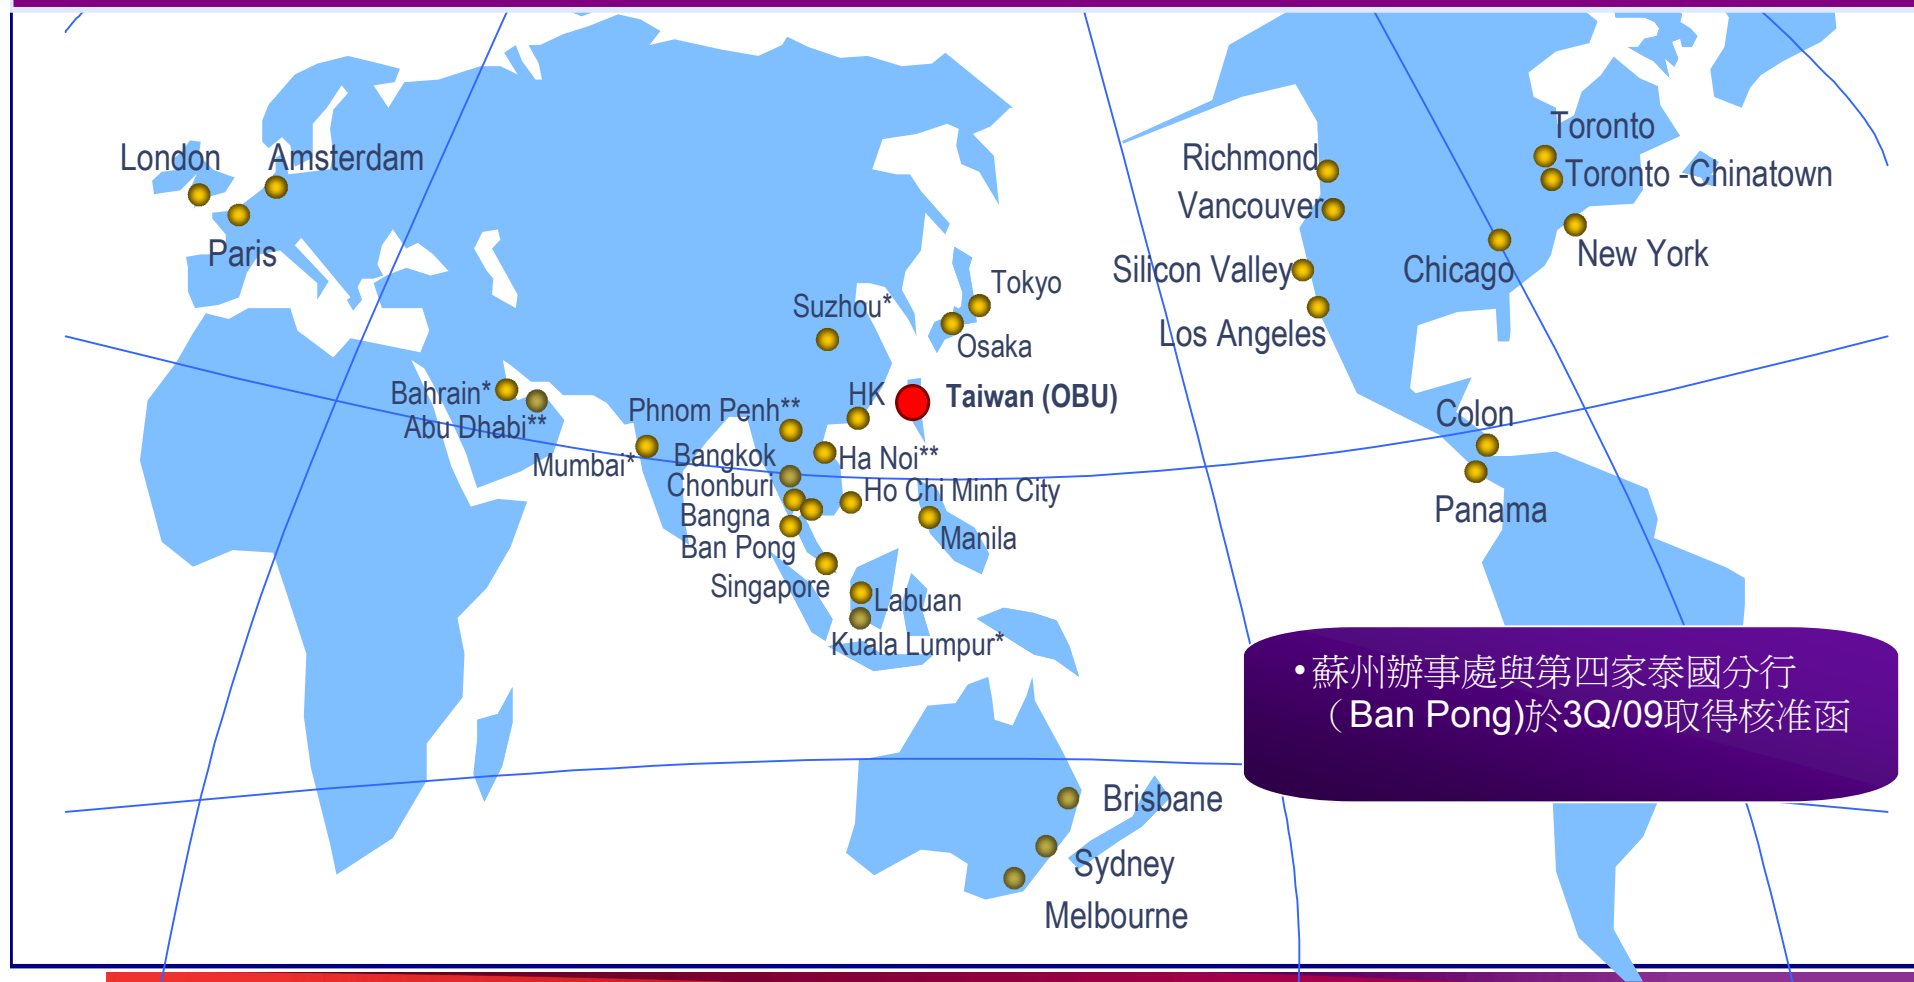 Toronto
London
Amsterdam
Richmond
Toronto -Chinatown
Vancouver
Paris
New York
Silicon Valley
Chicago
Tokyo
Suzhou*
Los Angeles
Osaka
Bahrain*
HK
Taiwan (OBU)
Abu Dhabi**
Phnom Penh**
Colon
Mumbai*
Bangkok
Ha Noi**
Chonburi
Ho Chi Minh City
Bangna
Panama
Ban Pong
Manila
Singapore
Labuan
Kuala Lumpur*
•蘇州辦事處與第四家泰國分行
（Ban Pong)於3Q/09取得核准函
Brisbane
Sydney
Melbourne